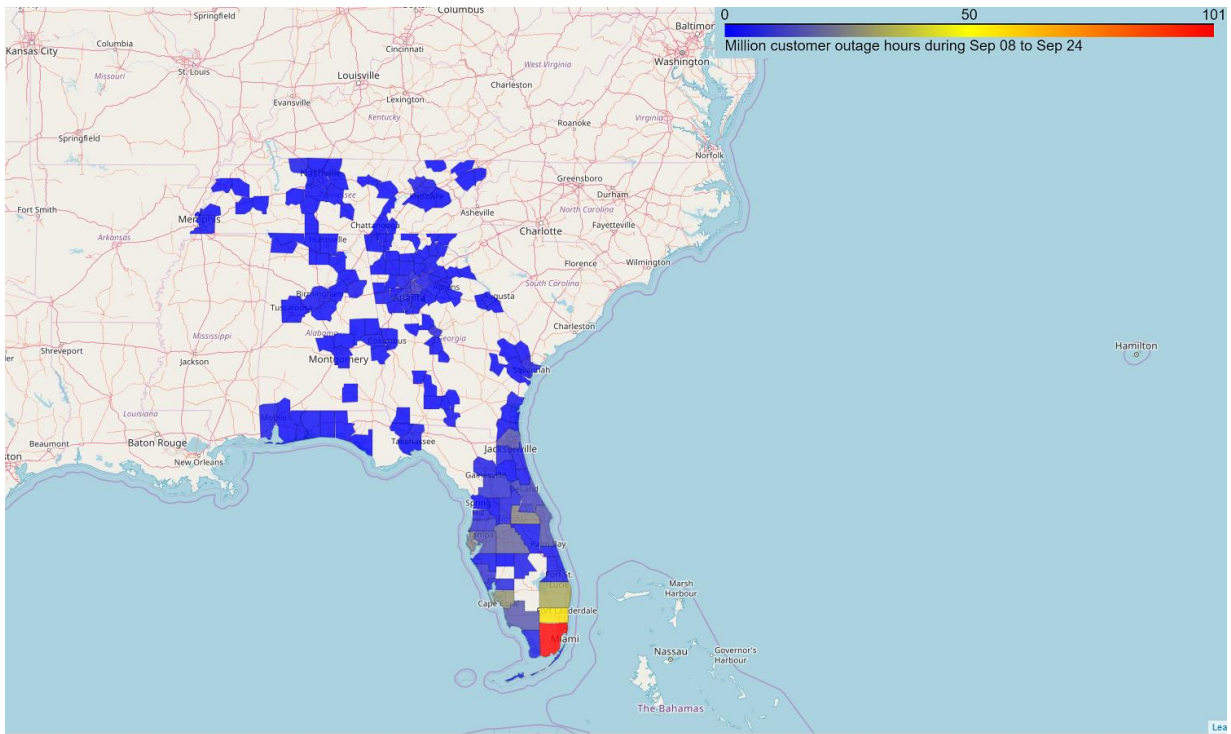 Columbus
0
50
101
Million customer outage hours during Sep 08 to Sep 24
Springfield
Baltimor
Kansas City
Columbia
Cincinnati
Washington
Missouri
St. Louis
West Virginia
Louisville
Charleston
Evansville
Lexington
Kentucky
Virginia
Roanoke
Springfield
Norfolk
Nashville
Greensboro
Durham
Knoxville
Fort Smith
Memphis
Asheville
North Carolina
Chattanooga
Charlotte
Fayetteville
Arkansas
Huntsville
Florence
Wilmington
Birmingham
Atlanta
Athens
Augusta
South Carolina
Tuscaloosa
Charleston
Mississippi
Alabama
Columbus
Georgia
Shreveport
Jackson
Montgomery
Hamilton
Savannah
Louisiana
Mobile
Beaumont
Baton Rouge
Tallahassee
Jacksonville
New Orleans
Gainesville
Spring
Palm Bay
Port St.
Lucie
Marsh
Harbour
Cape Coral
Fort Lauderdale
Miami
Nassau
Governor's
Harbour
The Bahamas
Lea